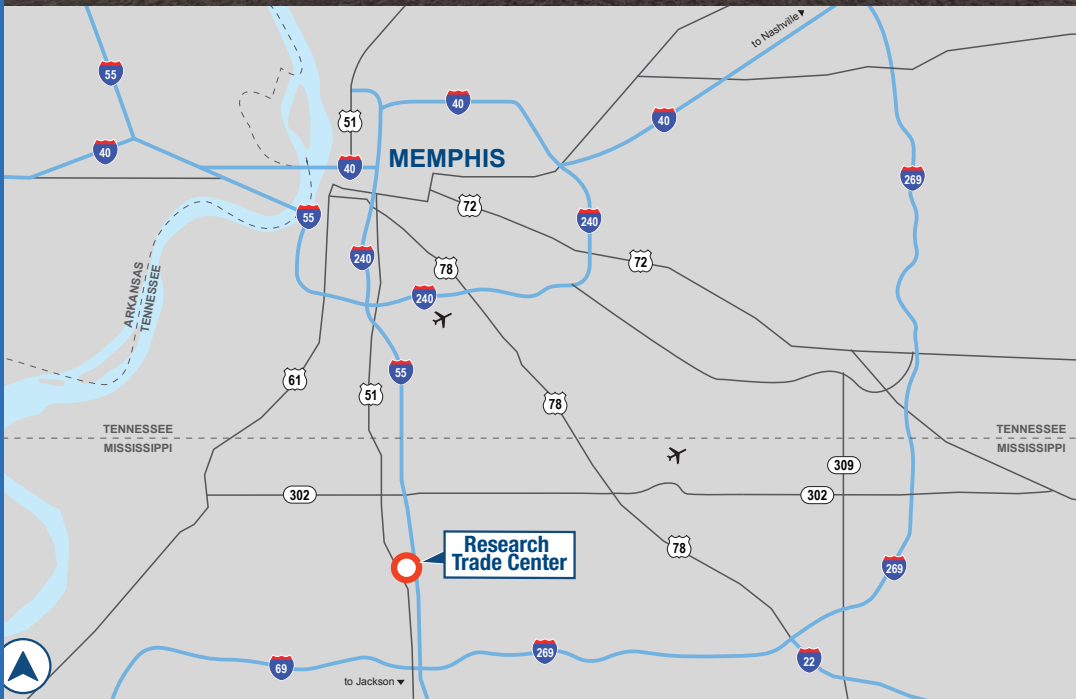 to Nashville
55
40
51
40
40
MEMPHIS
40
269
72
55
240
240
78
72
240
ARKANSAS
TENNESSEE
61
51
55
78
TENNESSEE
MISSISSIPPI
TENNESSEE
MISSISSIPPI
309
302
302
Research
Trade Center
78
269
69
269
22
to Jackson